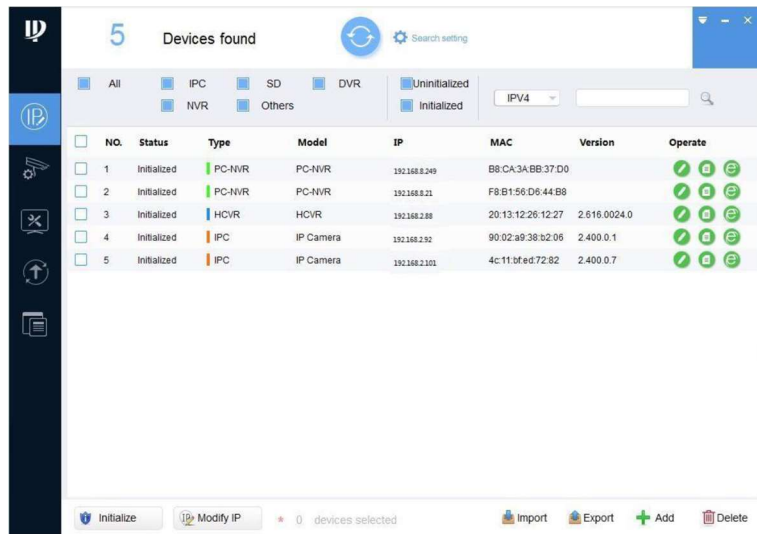 5 Devices found Search setting
All IPC SD DVR Uninitialized
NVR Others Initialized
IPV4
NO. Status Type Model IP MAC Version Operate
1 Initialized PC-NVR PC-NVR 192.168.8.249 B8:CA:3A:BB:37:D0
2 Initialized PC-NVR PC-NVR 192.168.8.21 F8:B1:56:D6:44:B8
3 Initialized HCVR HCVR 192.168.2.88 20:13:12:26:12:27 2.616.0024.0
4 Initialized IPC IP Camera 192.168.2.92 90:02:a9:38:b2:06 2.400.0.1
5 Initialized IPC IP Camera 192.168.2.101 4c:11:bf:ed:72:82 2.400.0.7
Initialize IP Modify IP * 0 devices selected Import Export Add Delete